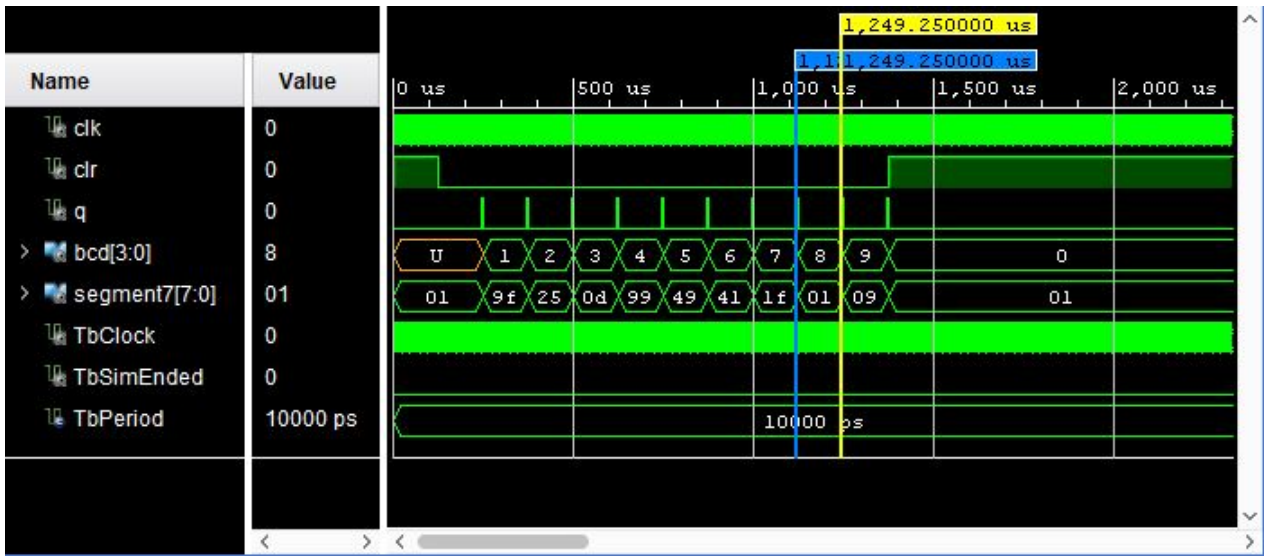 1,249.250000 us
1,1 1,249.250000 us
Name Value
0 us 500 us 1,000 us 1,500 us 2,000 us
clk 0
clr 0
q 0
> bcd[3:0] 8 U 1 2 3 4 5 6 7 8 9 0
> segment7[7:0] 01 01 9f 25 0d 99 49 41 1f 01 09 01
TbClock 0
TbSimEnded 0
TbPeriod 10000 ps 10000 ps